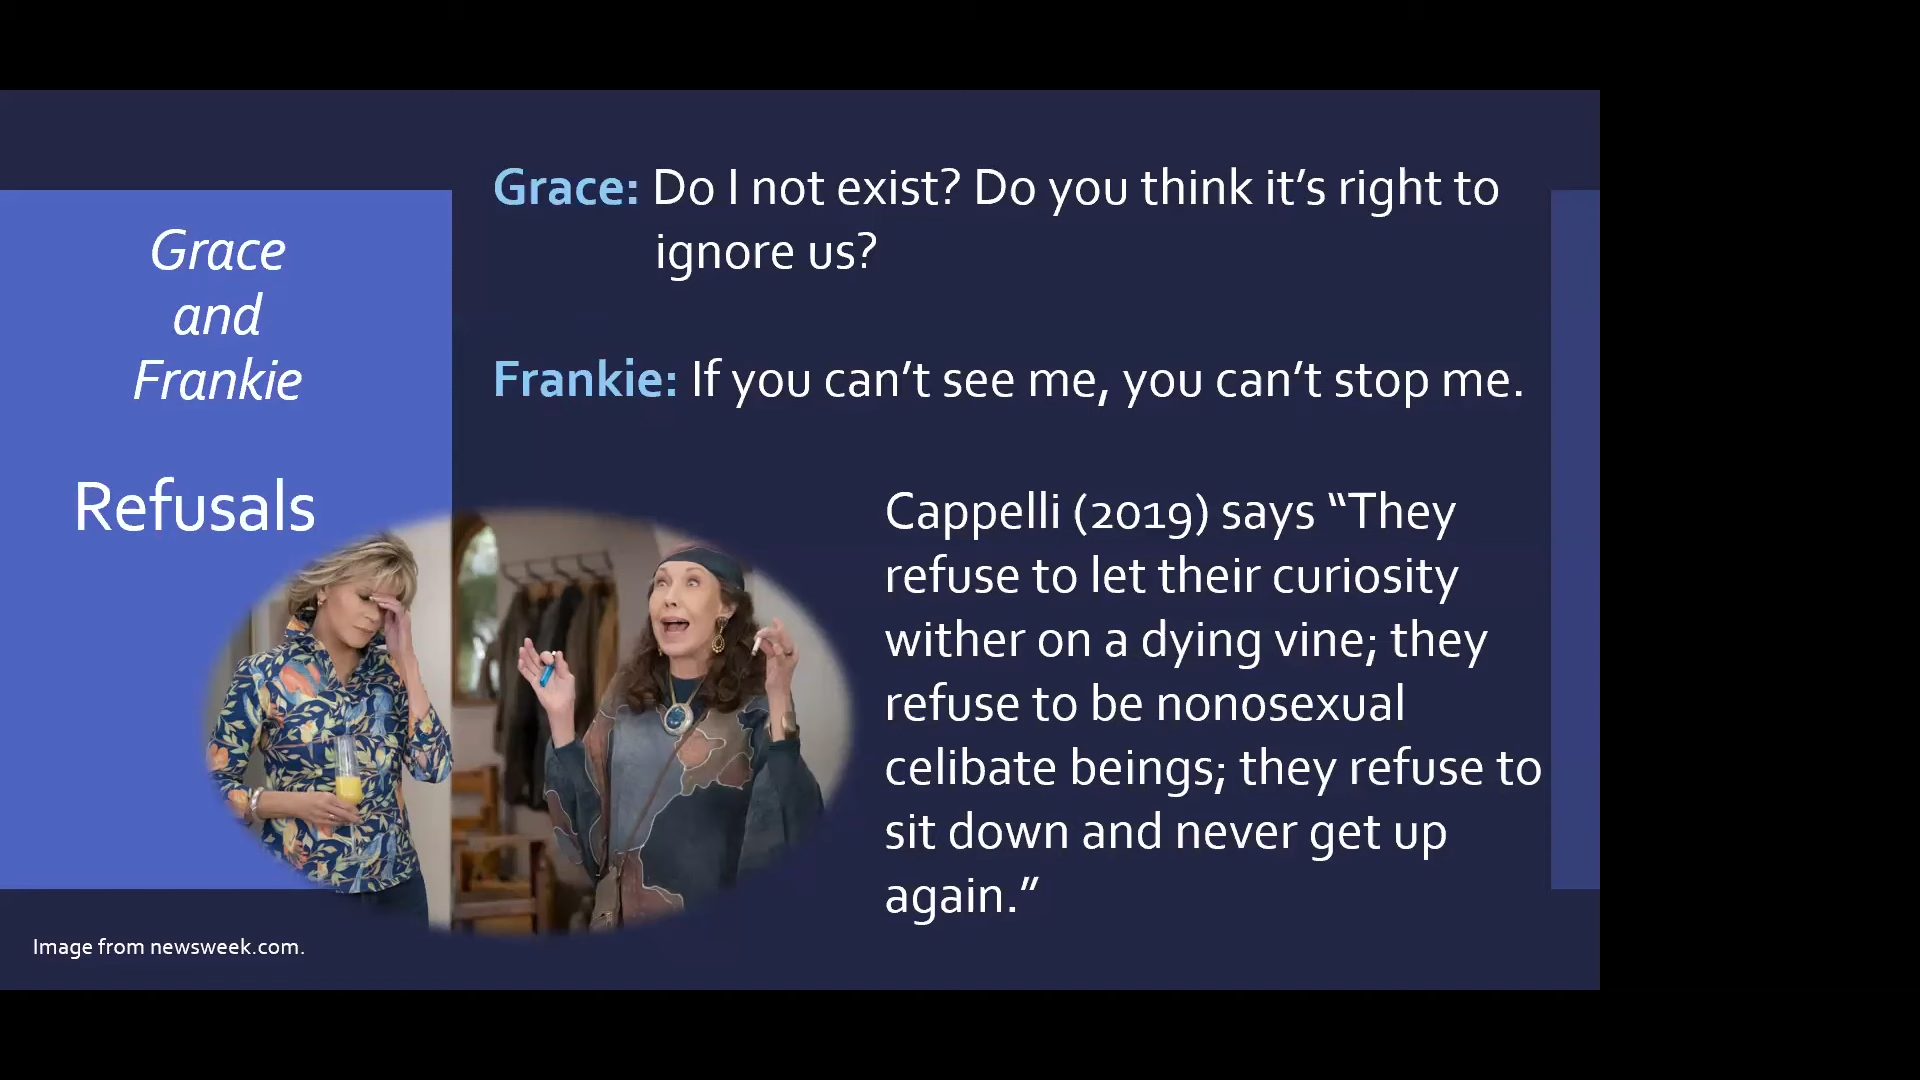 Grace
and
Frankie
Refusals
Grace: Do I not exist? Do you think it’s right to
ignore us?
Frankie: If you can’t see me, you can’t stop me.
Cappelli (2019) says “They
refuse to let their curiosity
wither on a dying vine; they
refuse to be nonosexual
celibate beings; they refuse to
sit down and never get up
again.”
Image from newsweek.com.